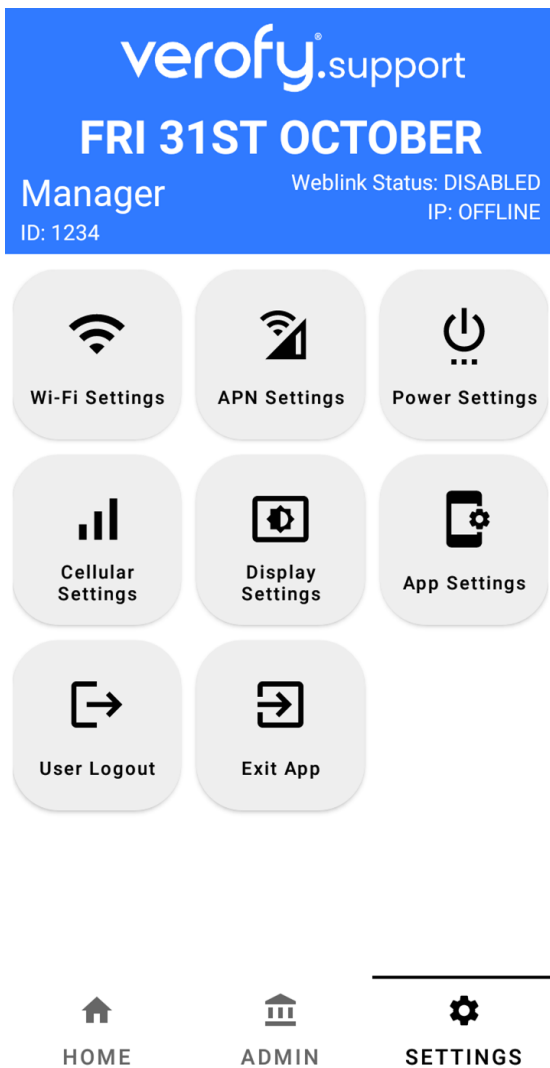 verofy®.support
FRI 31ST OCTOBER
Manager
Weblink Status: DISABLED
IP: OFFLINE
ID: 1234
Wi-Fi Settings
APN Settings
Power Settings
Cellular
Settings
Display
Settings
App Settings
User Logout
Exit App
HOME
ADMIN
SETTINGS